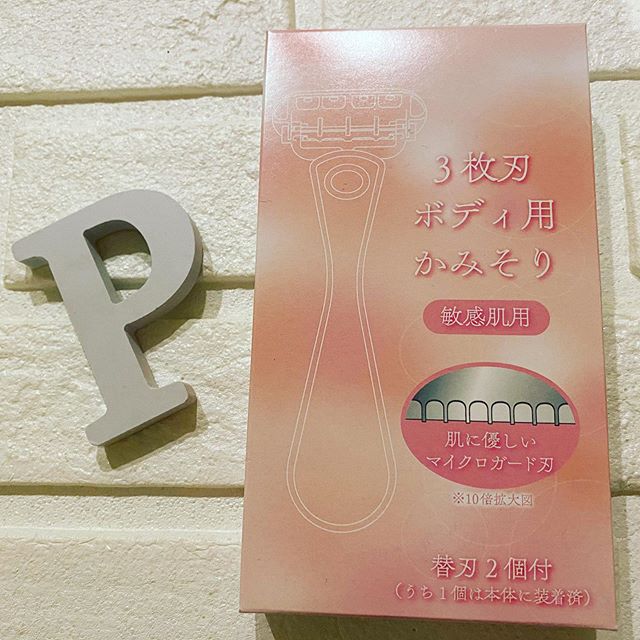 P
3枚刃
ボディ用
かみそり
敏感肌用
肌に優しい
マイクロガード刃
※10倍拡大図
替刃2個付
(うち1個は本体に装着済)